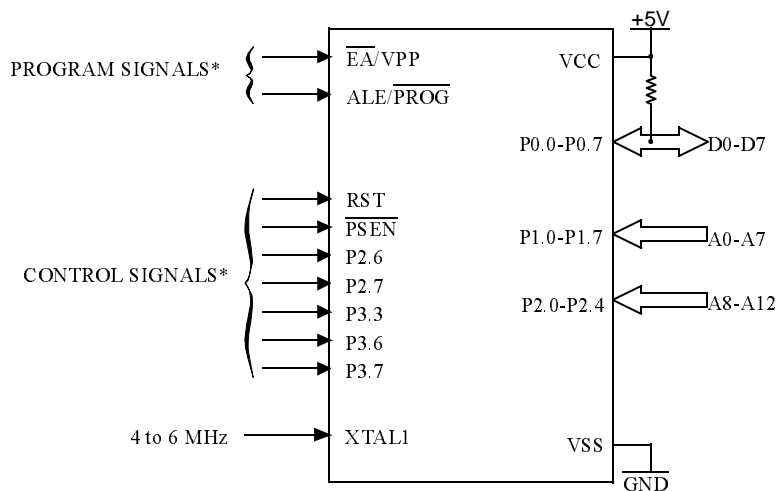 +5V
PROGRAM SIGNALS*
EA/VPP
VCC
ALE/PROG
P0.0-P0.7
D0-D7
RST
PSEN
P1.0-P1.7
A0-A7
P2.6
CONTROL SIGNALS*
P2.7
P2.0-P2.4
A8-A12
P3.3
P3.6
P3.7
4 to 6 MHz
XTAL1
VSS
GND